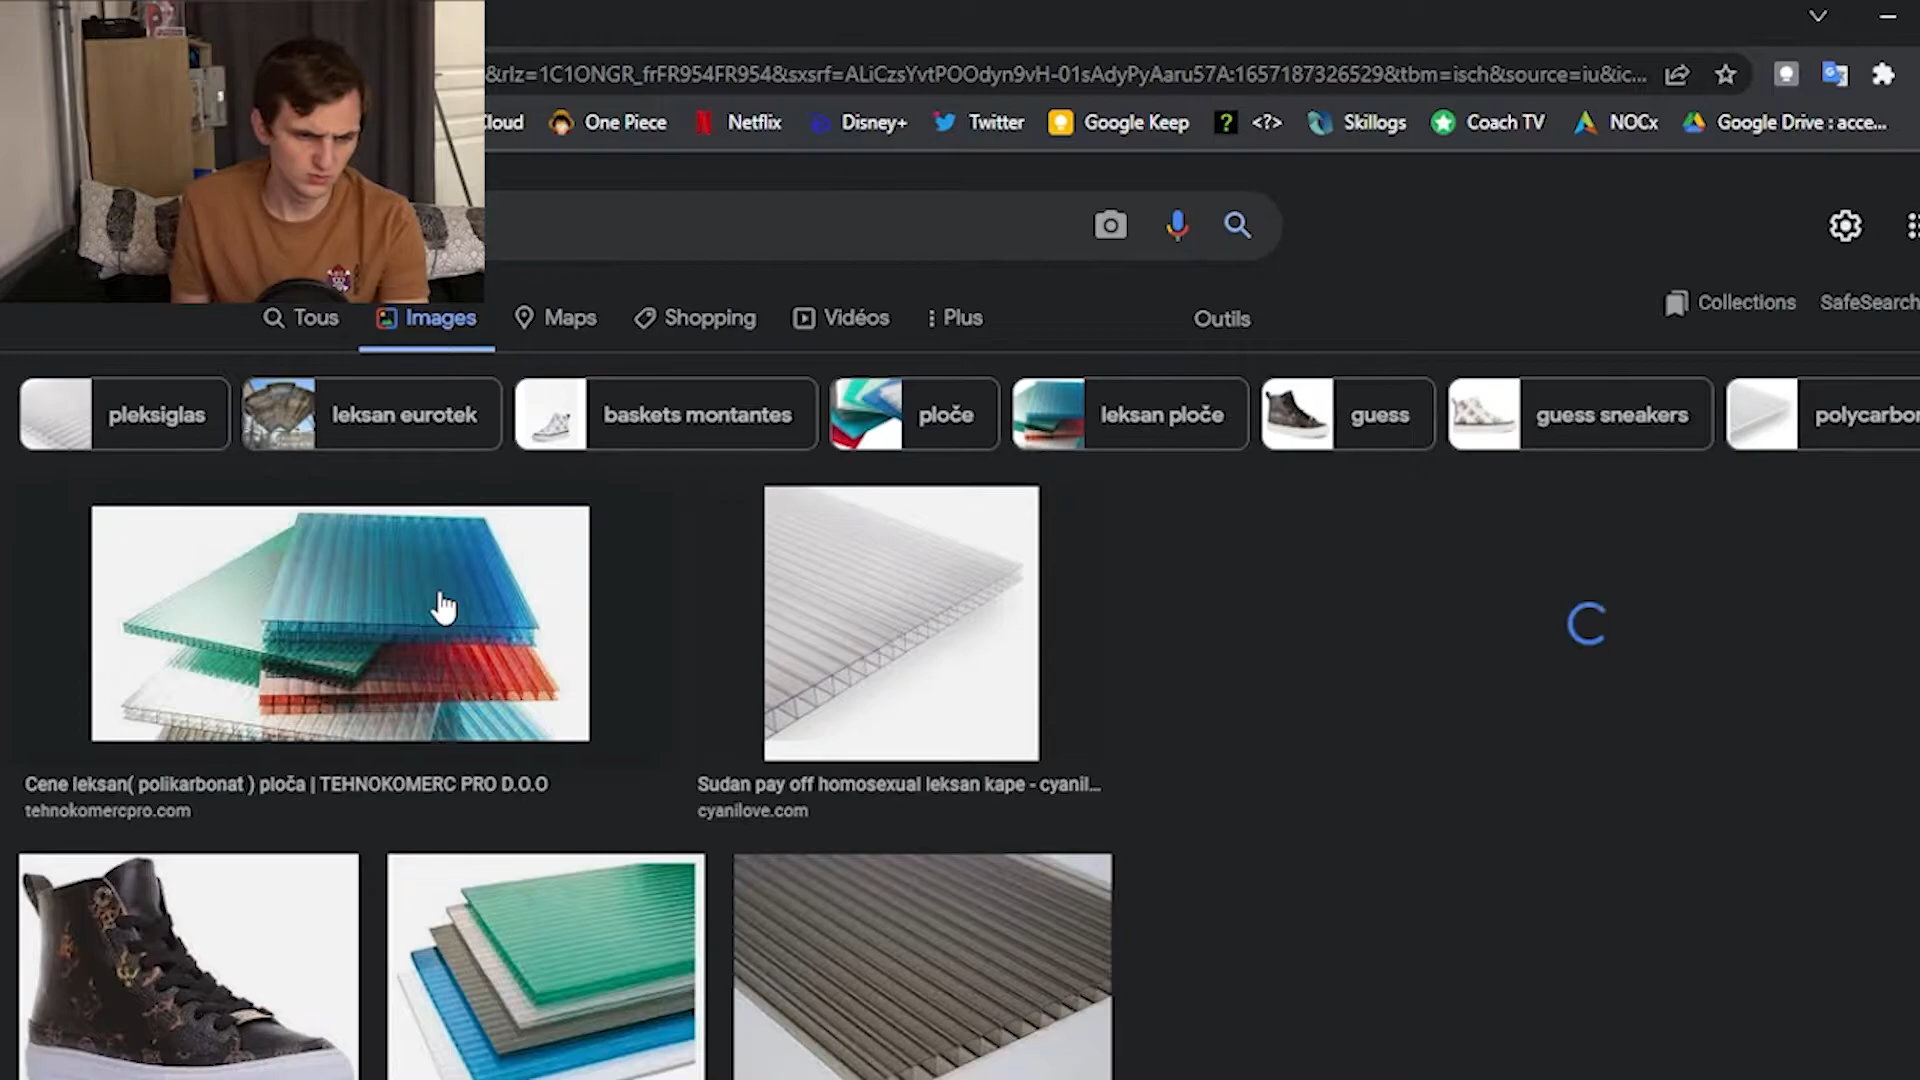 &rlz=1C1ONGR_frFR954FR954&sxsrf=ALiCzsYvtPOOdyn9vH-01sAdyPyAaru57A:1657187326529&tbm=isch&source=iu&ic...
Cloud One Piece Netflix Disney+ Twitter Google Keep <?> Skillogs Coach TV NOCx Google Drive : acce...
Collections SafeSearch
Tous Images Maps Shopping Vidéos Plus Outils
pleksiglas leksan eurotek baskets montantes ploče leksan ploče guess guess sneakers polycarbon
Cene leksan( polikarbonat ) ploča | TEHNOKOMERC PRO D.O.O
tehnokomercpro.com
Sudan pay off homosexual leksan kape - cyanil...
cyanilove.com